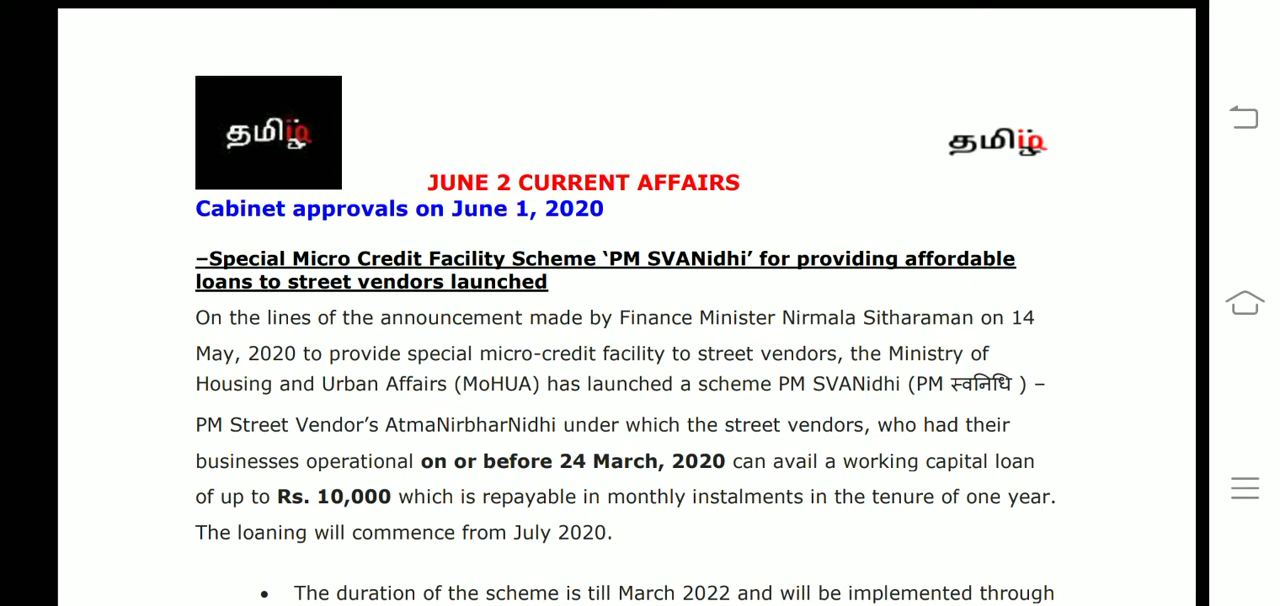 தமிழ்
தமிழ்
JUNE 2 CURRENT AFFAIRS
Cabinet approvals on June 1, 2020
–Special Micro Credit Facility Scheme ‘PM SVANidhi’ for providing affordable
loans to street vendors launched
On the lines of the announcement made by Finance Minister Nirmala Sitharaman on 14
May, 2020 to provide special micro-credit facility to street vendors, the Ministry of
Housing and Urban Affairs (MoHUA) has launched a scheme PM SVANidhi (PM स्वनिधि ) –
PM Street Vendor’s AtmaNirbharNidhi under which the street vendors, who had their
businesses operational on or before 24 March, 2020 can avail a working capital loan
of up to Rs. 10,000 which is repayable in monthly instalments in the tenure of one year.
The loaning will commence from July 2020.
• The duration of the scheme is till March 2022 and will be implemented through